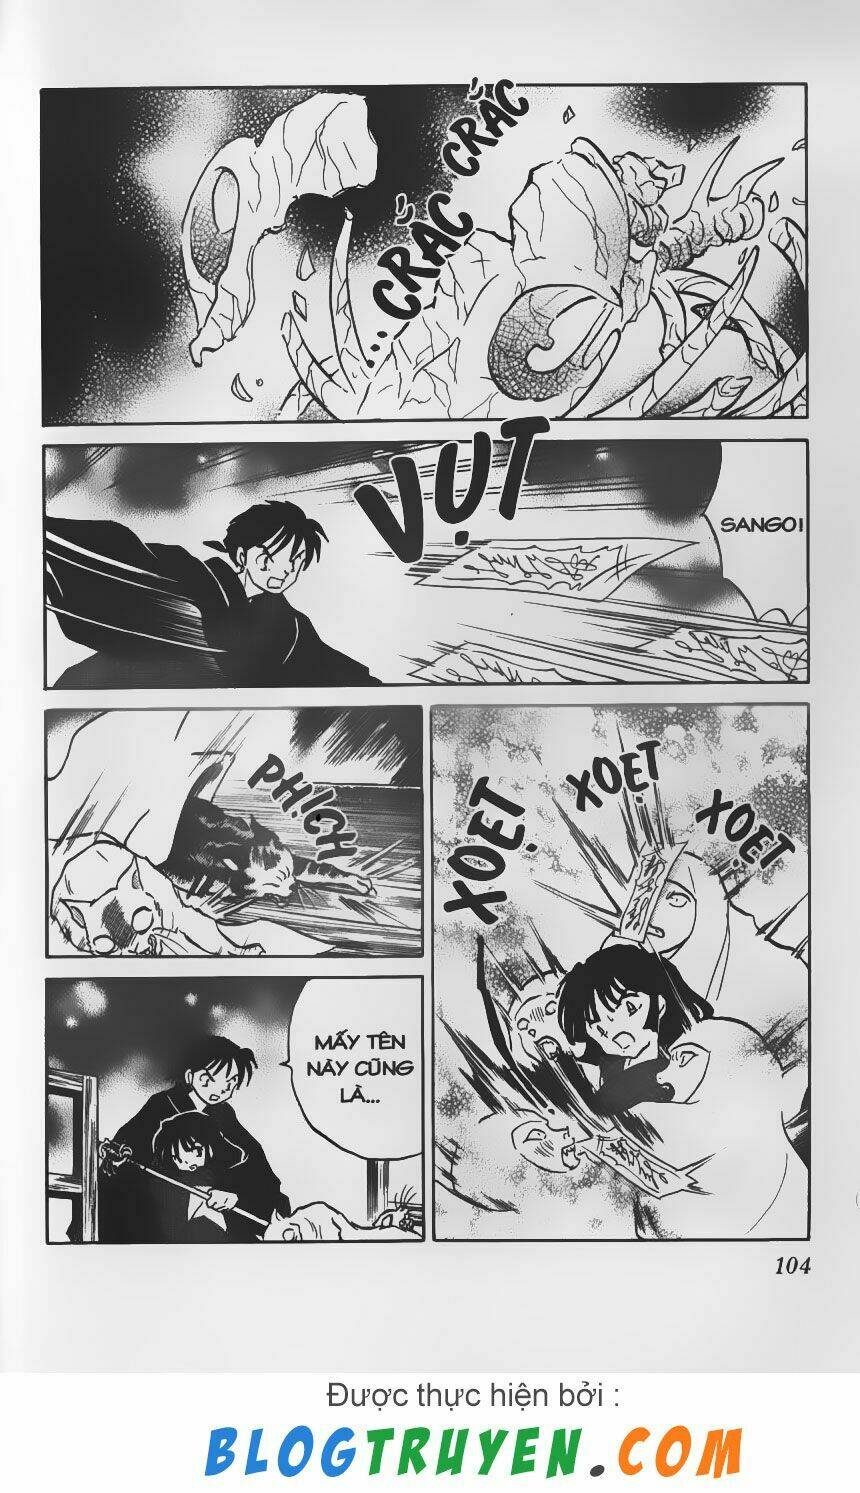 ...CRẮC CRẮC
VỤT
SANGO!
PHỊCH
XOẸT
XOẸT
XOẸT
MẤY TÊN
NÀY CŨNG
LÀ...
104
Được thực hiện bởi :
BLOGTRUYEN.COM